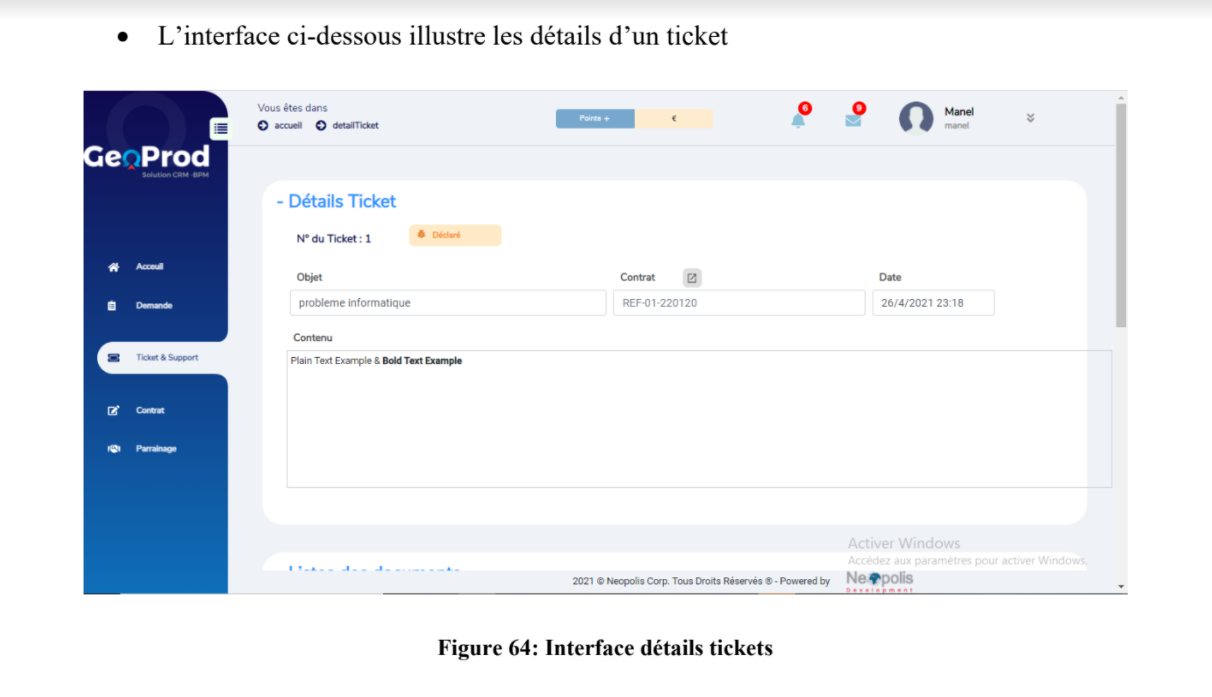 • L’interface ci-dessous illustre les détails d’un ticket
Vous êtes dans
accueil detailTicket
Points + €
6
9
Manel
manel
GeoProd
Solution CRM -BPM
- Détails Ticket
N° du Ticket : 1
Déclaré
Acceuil
Demande
Ticket & Support
Contrat
Parrainage
Objet
Contrat
Date
probleme informatique
REF-01-220120
26/4/2021 23:18
Contenu
Plain Text Example & Bold Text Example
Activer Windows
Accédez aux paramètres pour activer Windows.
Listes des documents
2021 © Neopolis Corp. Tous Droits Réservés ® - Powered by
Neopolis
Development
Figure 64: Interface détails tickets